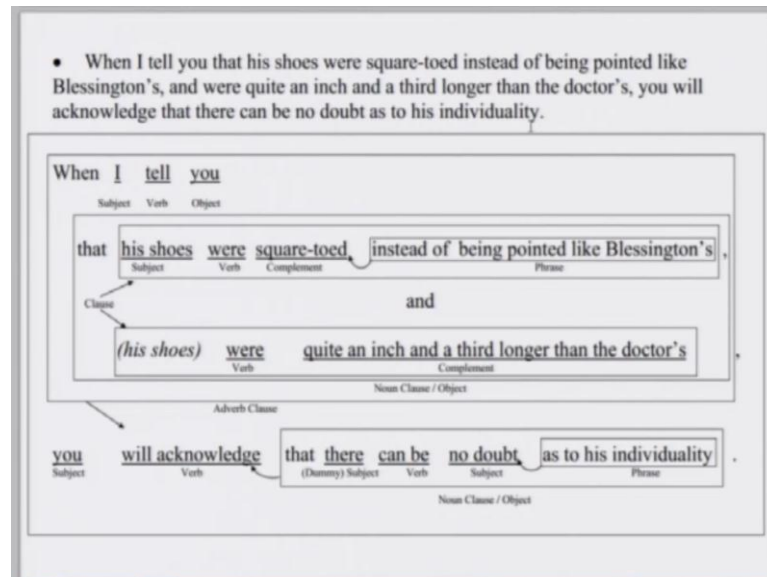 • When I tell you that his shoes were square-toed instead of being pointed like
Blessington's, and were quite an inch and a third longer than the doctor's, you will
acknowledge that there can be no doubt as to his individuality.
When I tell you
Subject Verb Object
that his shoes were square-toed, instead of being pointed like Blessington's ,
Subject Verb Complement Phrase
Clause and
(his shoes) were quite an inch and a third longer than the doctor's ,
Verb Complement
Noun Clause / Object
Adverb Clause
you will acknowledge that there can be no doubt as to his individuality .
Subject Verb (Dummy) Subject Verb Subject Phrase
Noun Clause / Object